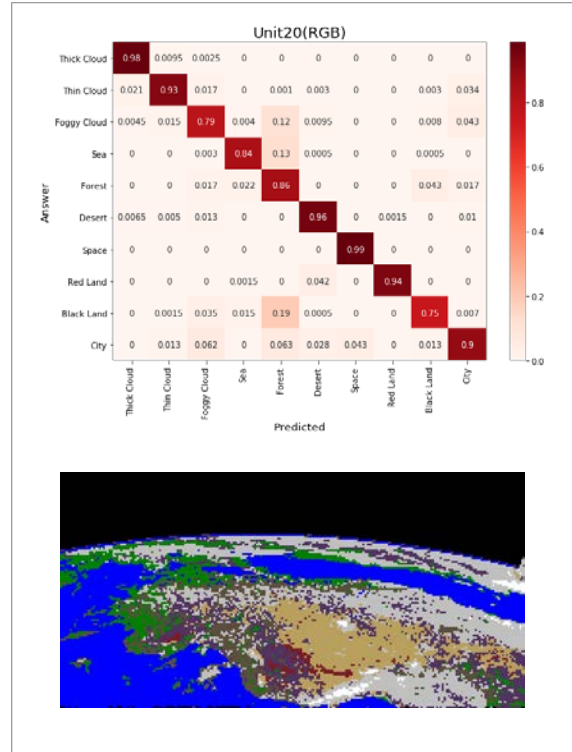 Unit20(RGB)
Thick Cloud 0.98 0.0095 0.0025 0 0 0 0 0 0 0
Thin Cloud 0.021 0.93 0.017 0 0.001 0.003 0 0 0.003 0.034
Foggy Cloud 0.0045 0.015 0.79 0.004 0.12 0.0095 0 0 0.008 0.043
Sea 0 0 0.003 0.84 0.13 0.0005 0 0 0.0005 0
Forest 0 0 0.017 0.022 0.86 0 0 0 0.043 0.017
Desert 0.0065 0.005 0.013 0 0 0.96 0 0.0015 0 0.01
Space 0 0 0 0 0 0 0.99 0 0 0
Red Land 0 0 0 0.0015 0 0.042 0 0.94 0 0
Black Land 0 0.0015 0.035 0.015 0.19 0.0005 0 0 0.75 0.007
City 0 0.013 0.062 0 0.063 0.028 0.043 0 0.013 0.9
Answer
Thick Cloud
Thin Cloud
Foggy Cloud
Sea
Forest
Desert
Space
Red Land
Black Land
City
Predicted
0.8
0.6
0.4
0.2
0.0